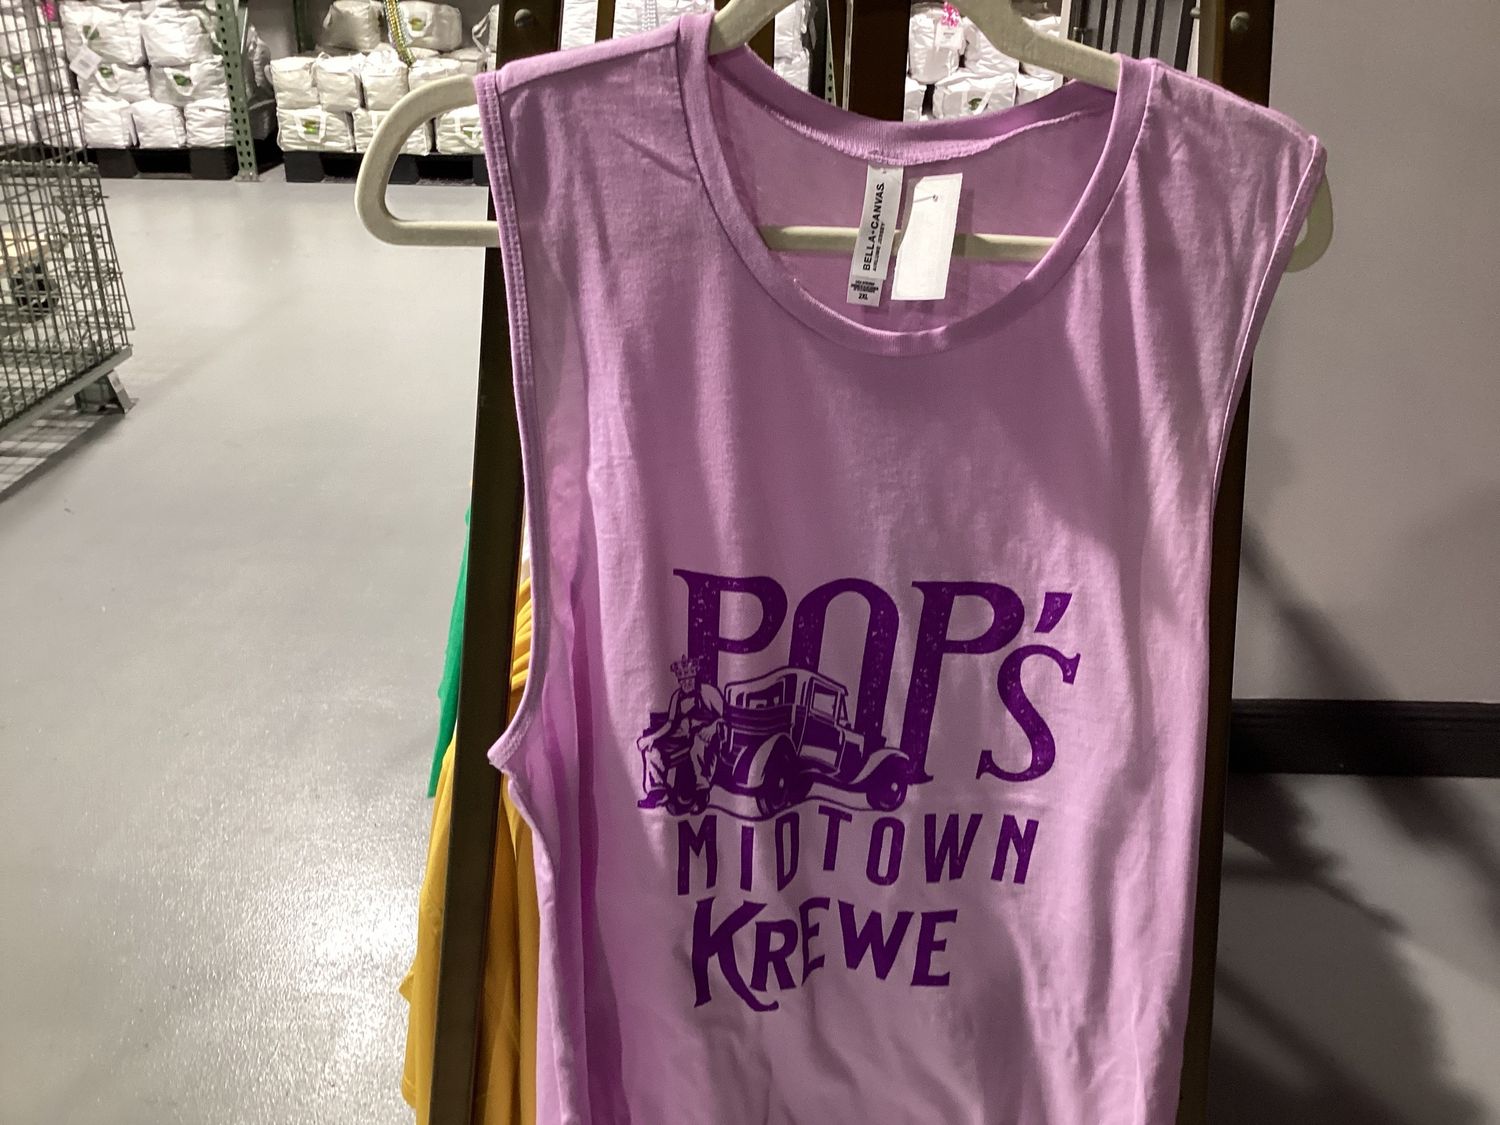 BELLA+CANVAS
2XL
POP'S
MIDTOWN
KREWE